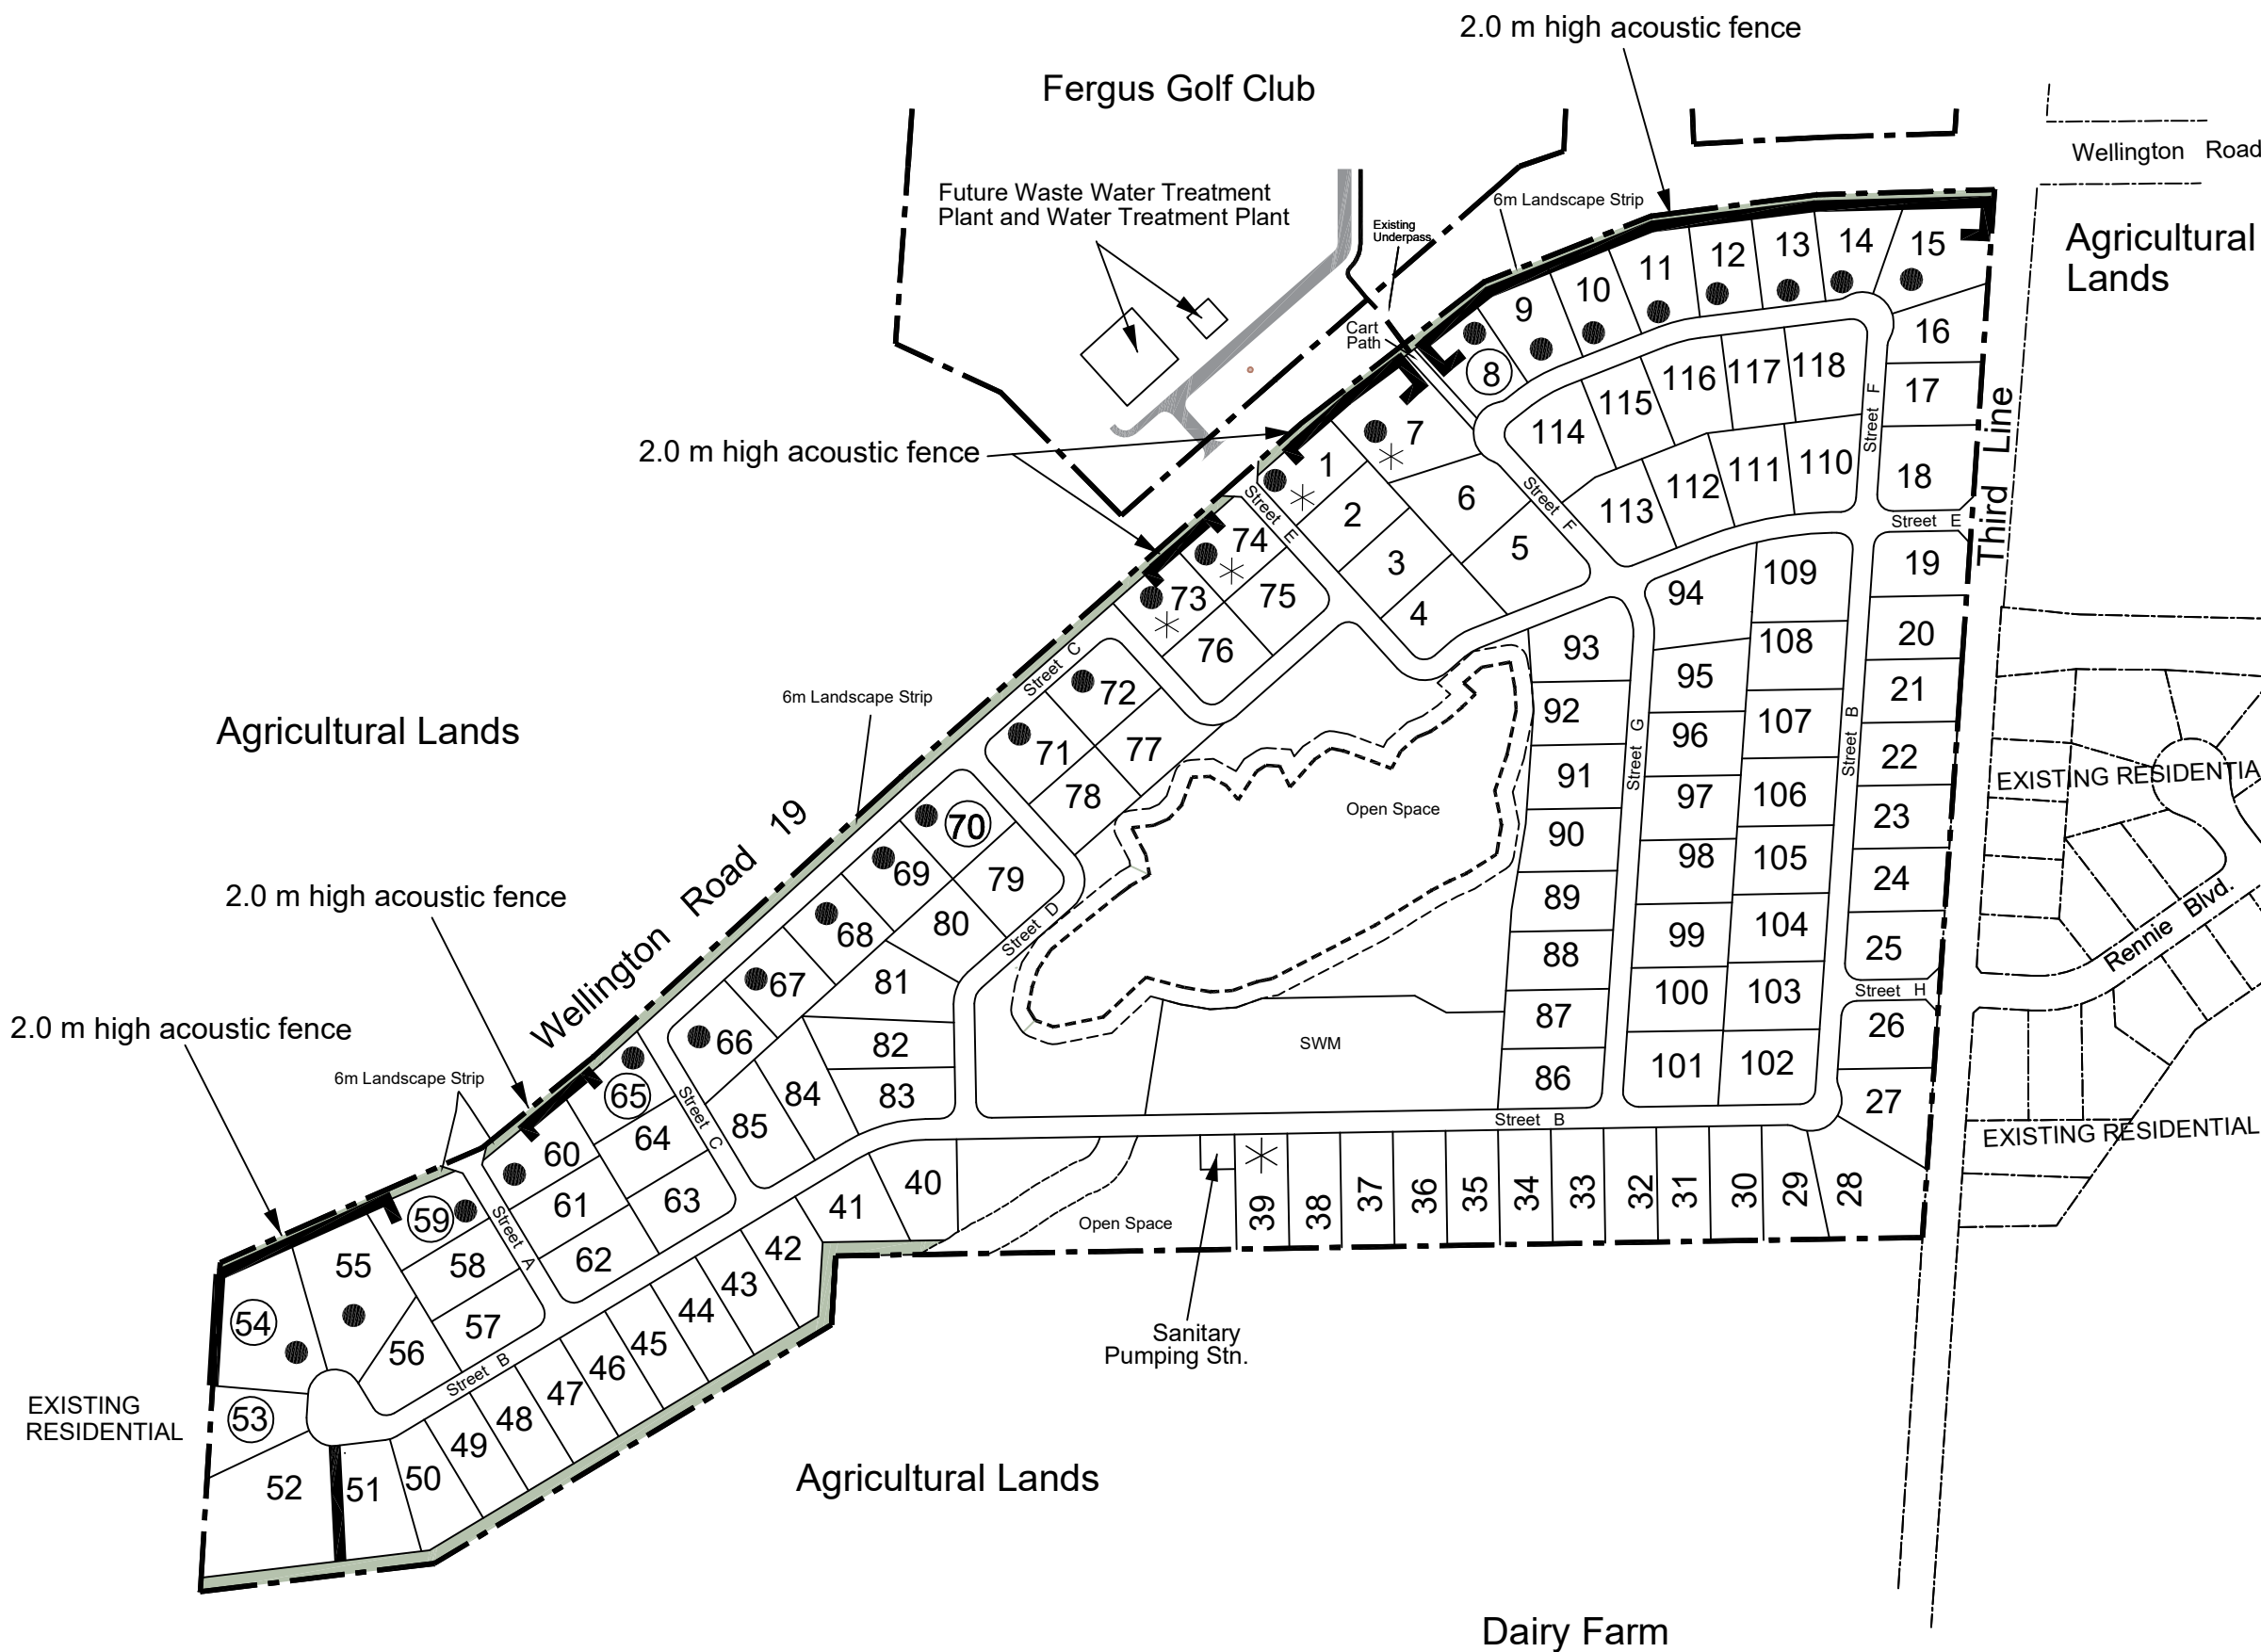 2.0 m high acoustic fence
Fergus Golf Club
Wellington Road
Future Waste Water Treatment
Plant and Water Treatment Plant
6m Landscape Strip
Existing
Underpass
Agricultural
Lands
Cart
Path
8
9
10
11
12
13
14
15
16
17
18
114
115
116
117
118
113
112
111
110
Street F
Street F
Street E
Third Line
2.0 m high acoustic fence
7
1
2
3
4
5
6
Street E
74
73
75
76
Street C
72
71
77
78
6m Landscape Strip
Agricultural Lands
Wellington Road 19
70
69
68
67
66
79
80
81
82
83
84
85
Street D
Open Space
SWM
93
92
91
90
89
88
87
86
Street G
94
95
96
97
98
99
100
101
109
108
107
106
105
104
103
102
Street B
19
20
21
22
23
24
25
Street H
26
27
EXISTING RESIDENTIA
Rennie Blvd.
EXISTING RESIDENTIAL
2.0 m high acoustic fence
2.0 m high acoustic fence
6m Landscape Strip
65
64
63
60
61
62
Street C
Street A
59
58
57
56
55
54
53
52
51
50
49
48
47
46
45
44
43
42
41
40
Street B
Street B
Open Space
39
38
37
36
35
34
33
32
31
30
29
28
Sanitary
Pumping Stn.
EXISTING
RESIDENTIAL
Agricultural Lands
Dairy Farm